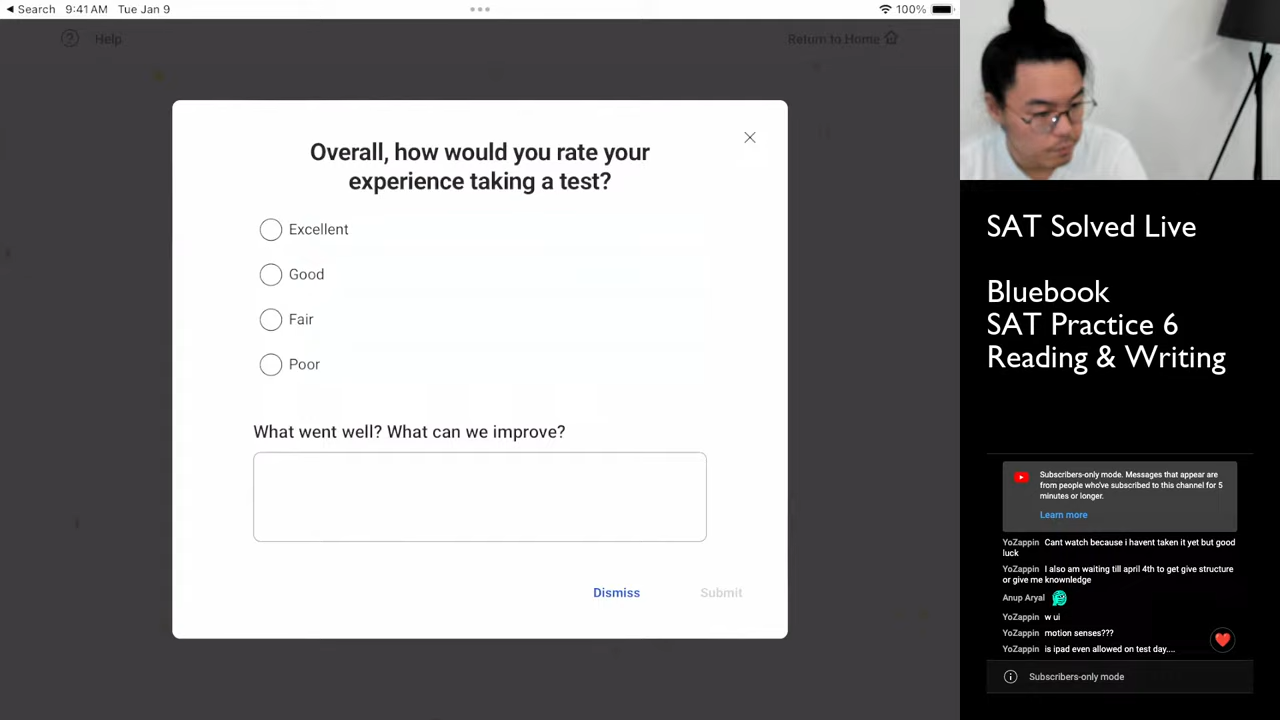 Search 9:41 AM Tue Jan 9
100%
Help
Return to Home
Overall, how would you rate your
experience taking a test?
Excellent
Good
Fair
Poor
What went well? What can we improve?
Dismiss
Submit
SAT Solved Live
Bluebook
SAT Practice 6
Reading & Writing
Subscribers-only mode. Messages that appear are
from people who've subscribed to this channel for 5
minutes or longer.
Learn more
YoZappin Cant watch because i havent taken it yet but good
luck
YoZappin I also am waiting till april 4th to get give structure
or give me knownledge
Anup Aryal
YoZappin w ui
YoZappin motion senses???
YoZappin is ipad even allowed on test day....
Subscribers-only mode